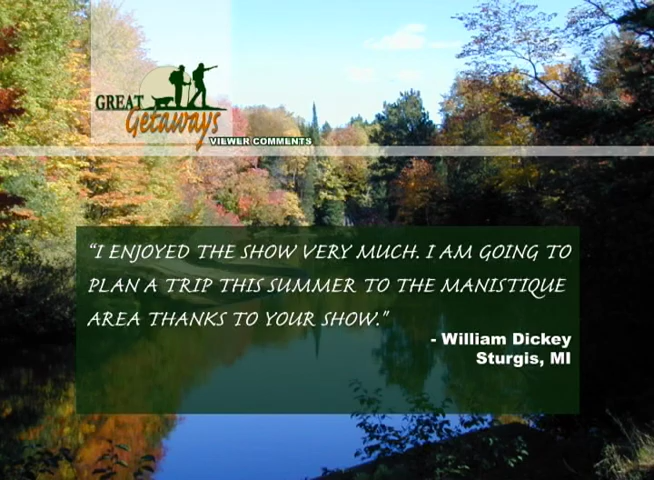 GREAT
Getaways
VIEWER COMMENTS
“I ENJOYED THE SHOW VERY MUCH. I AM GOING TO
PLAN A TRIP THIS SUMMER TO THE MANISTIQUE
AREA THANKS TO YOUR SHOW.”
- William Dickey
Sturgis, MI